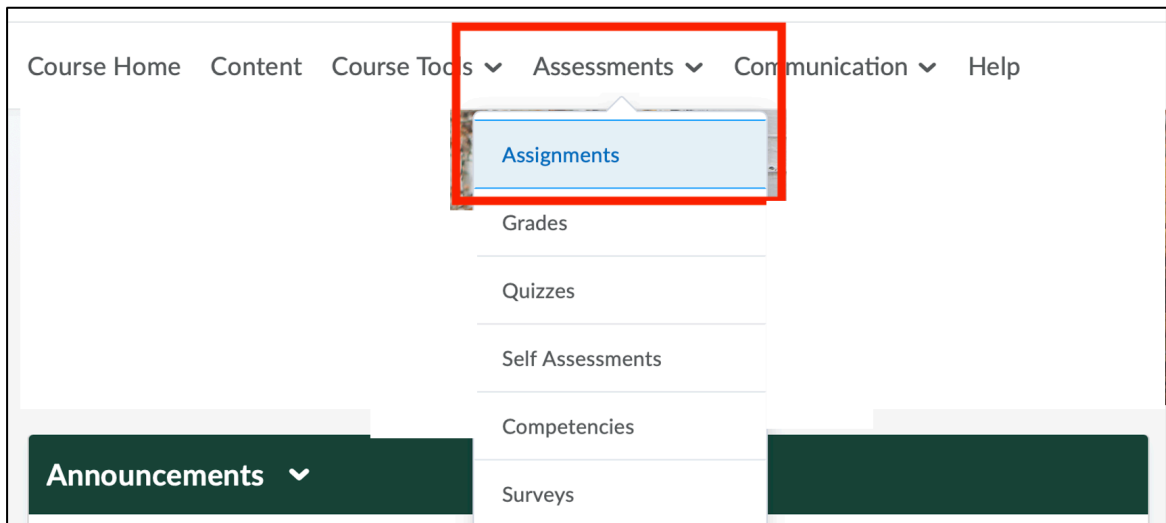 Course Home Content Course Tools Assessments Communication Help
Assignments
Grades
Quizzes
Self Assessments
Competencies
Surveys
Announcements